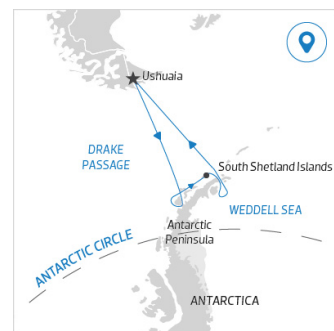 Ushuaia
DRAKE
PASSAGE
South Shetland Islands
WEDDELL SEA
Antarctic
Peninsula
ANTARCTIC CIRCLE
ANTARCTICA